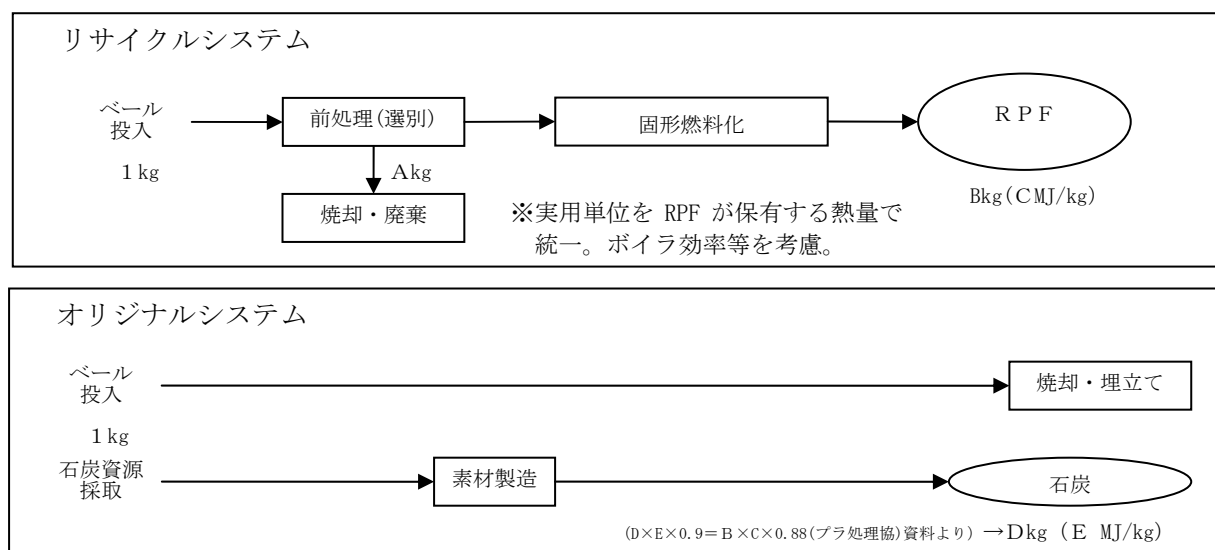 リサイクルシステム
ベール
投入
1kg
前処理(選別)
Akg
焼却・廃棄
固形燃料化
ＲＰＦ
Bkg(CMJ/kg)
※実用単位を RPF が保有する熱量で
統一。ボイラ効率等を考慮。
オリジナルシステム
ベール
投入
1kg
焼却・埋立て
石炭資源
採取
素材製造
石炭
(D×E×0.9=B×C×0.88(プラ処理協)資料より) →Dkg (E MJ/kg)